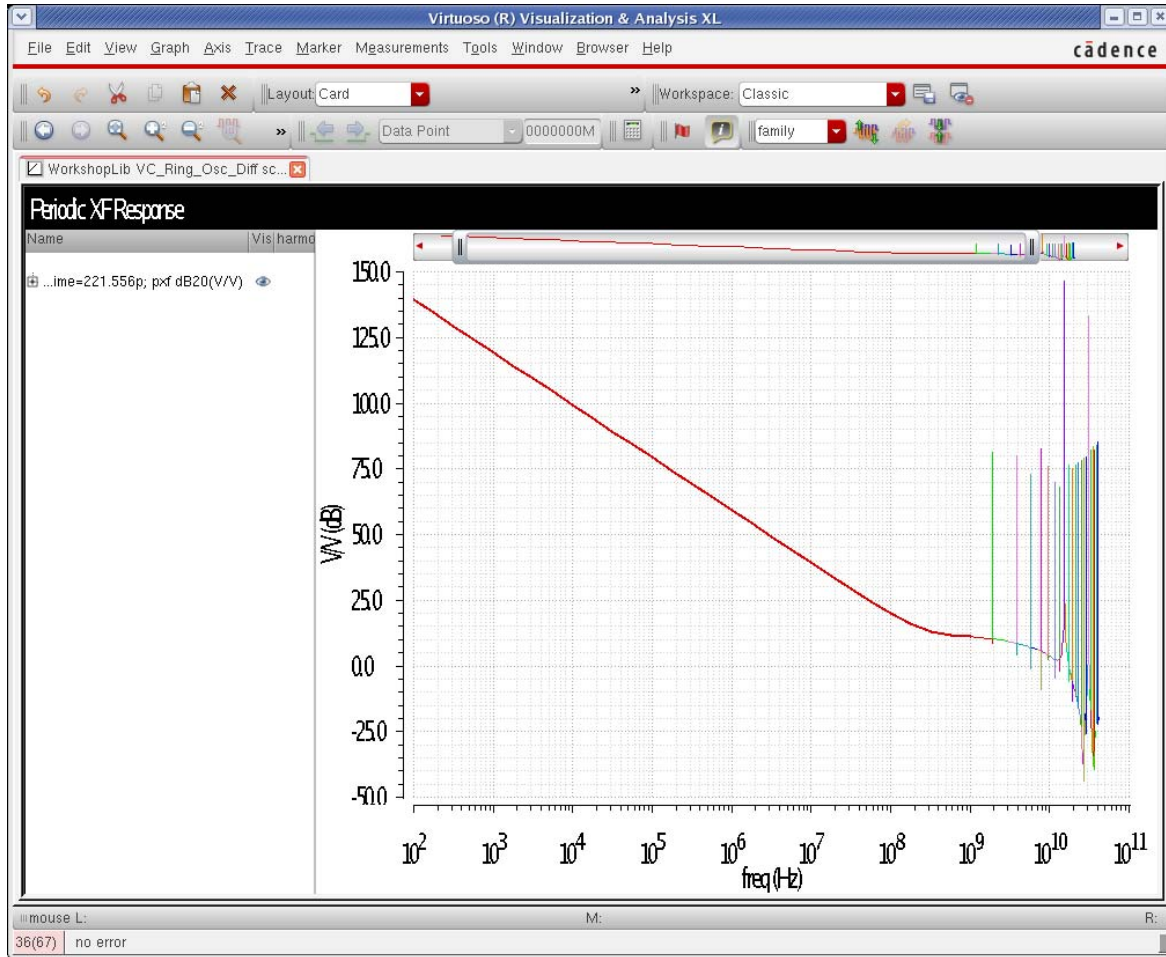 Virtuoso (R) Visualization & Analysis XL
File Edit View Graph Axis Trace Marker Measurements Tools Window Browser Help
cādence
Layout: Card
» Workspace: Classic
» Data Point 0000000M family
WorkshopLib VC_Ring_Osc_Diff sc...
Periodic XF Response
Name Vis harmo
...ime=221.556p; pxf dB20(V/V)
150.0
125.0
100.0
75.0
50.0
25.0
0.0
-25.0
-50.0
V/V (dB)
10² 10³ 10⁴ 10⁵ 10⁶ 10⁷ 10⁸ 10⁹ 10¹⁰ 10¹¹
freq (Hz)
mouse L: M: R:
36(67) no error